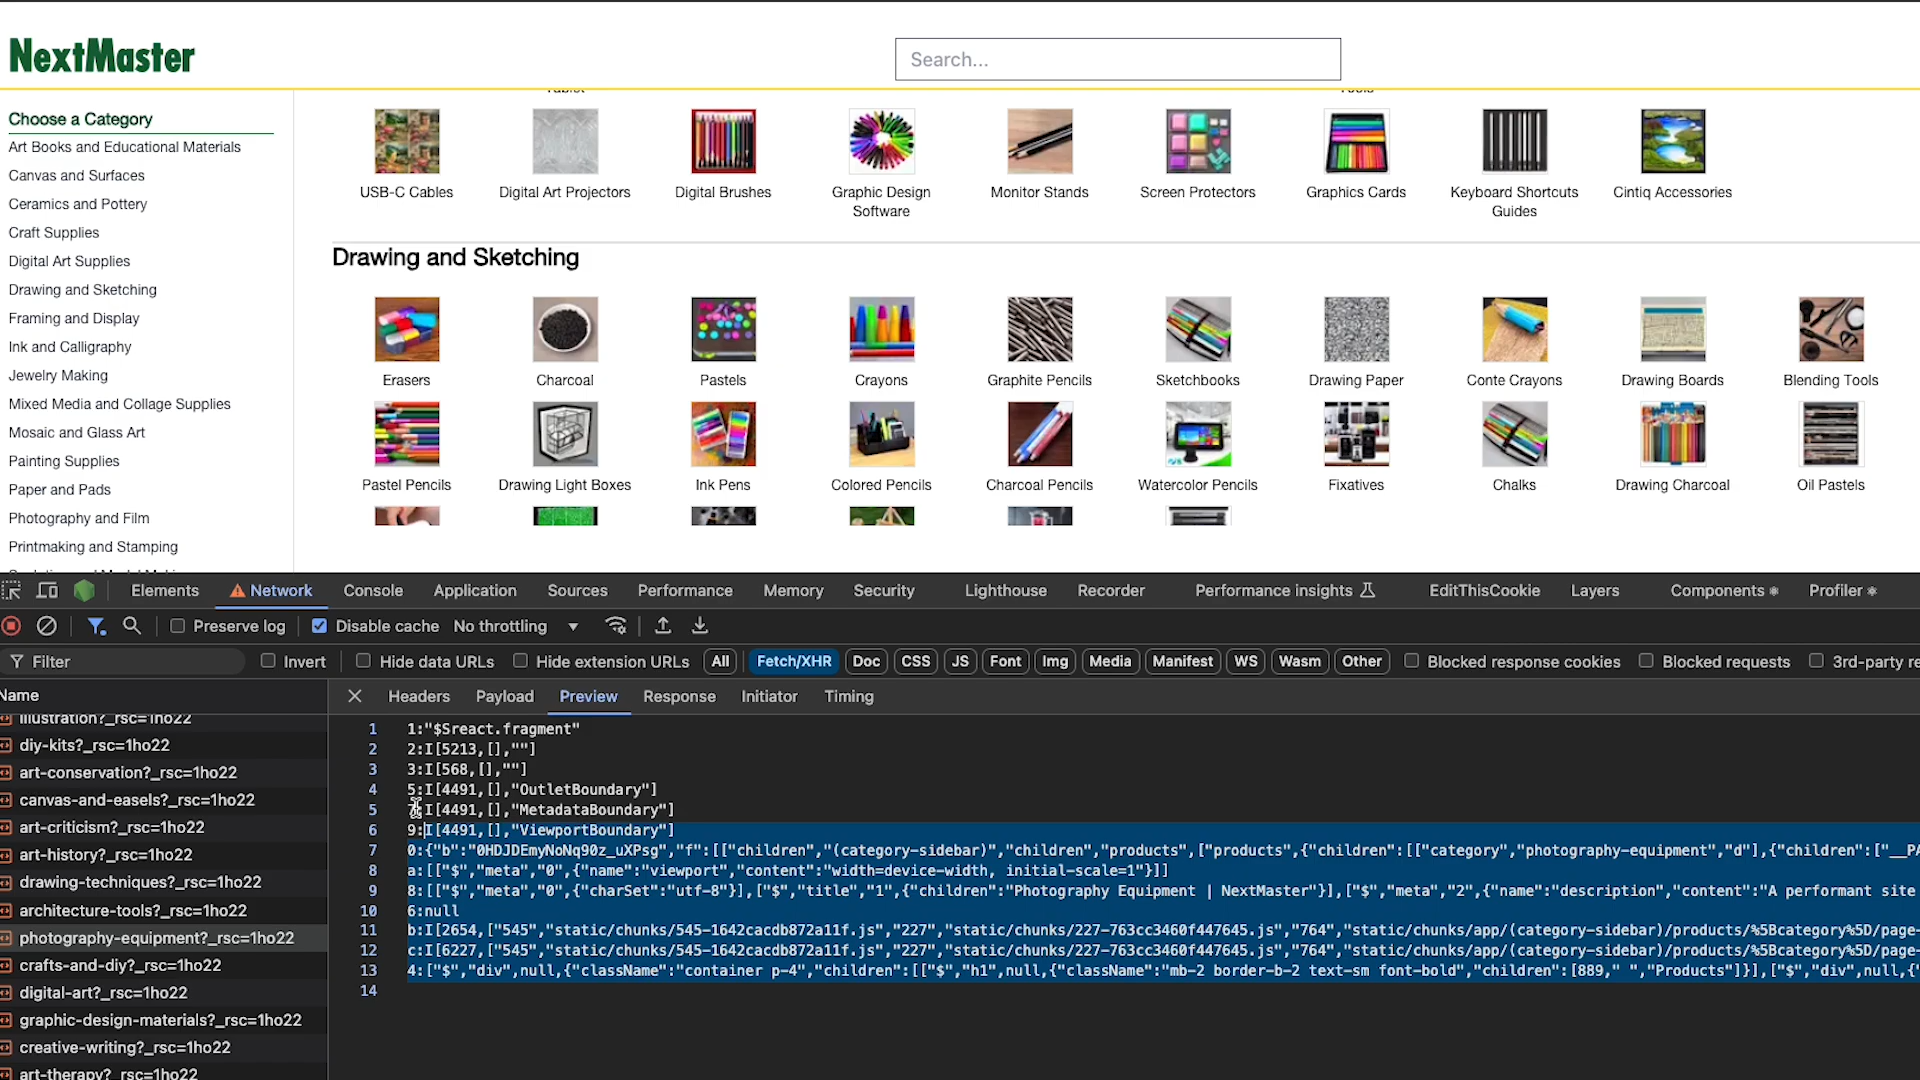 NextMaster
Search...
Choose a Category
Art Books and Educational Materials
Canvas and Surfaces
Ceramics and Pottery
Craft Supplies
Digital Art Supplies
Drawing and Sketching
Framing and Display
Ink and Calligraphy
Jewelry Making
Mixed Media and Collage Supplies
Mosaic and Glass Art
Painting Supplies
Paper and Pads
Photography and Film
Printmaking and Stamping
USB-C Cables
Digital Art Projectors
Digital Brushes
Graphic Design
Software
Monitor Stands
Screen Protectors
Graphics Cards
Keyboard Shortcuts
Guides
Cintiq Accessories
Drawing and Sketching
Erasers
Charcoal
Pastels
Crayons
Graphite Pencils
Sketchbooks
Drawing Paper
Conte Crayons
Drawing Boards
Blending Tools
Pastel Pencils
Drawing Light Boxes
Ink Pens
Colored Pencils
Charcoal Pencils
Watercolor Pencils
Fixatives
Chalks
Drawing Charcoal
Oil Pastels
Elements Network Console Application Sources Performance Memory Security Lighthouse Recorder Performance insights EditThisCookie Layers Components Profiler
Preserve log Disable cache No throttling
Filter Invert Hide data URLs Hide extension URLs All Fetch/XHR Doc CSS JS Font Img Media Manifest WS Wasm Other Blocked response cookies Blocked requests 3rd-party re
Name
illustration?_rsc=1ho22
diy-kits?_rsc=1ho22
art-conservation?_rsc=1ho22
canvas-and-easels?_rsc=1ho22
art-criticism?_rsc=1ho22
art-history?_rsc=1ho22
drawing-techniques?_rsc=1ho22
architecture-tools?_rsc=1ho22
photography-equipment?_rsc=1ho22
crafts-and-diy?_rsc=1ho22
digital-art?_rsc=1ho22
graphic-design-materials?_rsc=1ho22
creative-writing?_rsc=1ho22
art-therapy?_rsc=1ho22
Headers Payload Preview Response Initiator Timing
1 1:"$Sreact.fragment"
2 2:I[5213,[],""]
3 3:I[568,[],""]
4 5:I[4491,[],"OutletBoundary"]
5 7:I[4491,[],"MetadataBoundary"]
6 9:I[4491,[],"ViewportBoundary"]
7 0:{"b":"0HDJDEmyNoNq90z_uXPsg","f":[["children","(category-sidebar)","children","products",["products",{"children":[["category","photography-equipment","d"],{"children":["__PA
8 a:[["$","meta","0",{"name":"viewport","content":"width=device-width, initial-scale=1"}]]
9 8:[["$","meta","0",{"charSet":"utf-8"}],["$","title","1",{"children":"Photography Equipment | NextMaster"}],["$","meta","2",{"name":"description","content":"A performant site
10 6:null
11 b:I[2654,["545","static/chunks/545-1642cacdb872a11f.js","227","static/chunks/227-763cc3460f447645.js","764","static/chunks/app/(category-sidebar)/products/%5Bcategory%5D/page-
12 c:I[6227,["545","static/chunks/545-1642cacdb872a11f.js","227","static/chunks/227-763cc3460f447645.js","764","static/chunks/app/(category-sidebar)/products/%5Bcategory%5D/page-
13 4:["$","div",null,{"className":"container p-4","children":[["$","h1",null,{"className":"mb-2 border-b-2 text-sm font-bold","children":[889," ","Products"]}],["$","div",null,{"
14